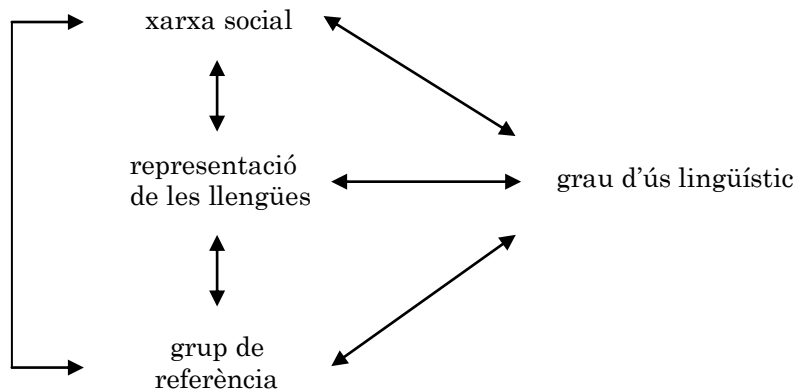 xarxa social
representació
de les llengües
grau d’ús lingüístic
grup de
referència